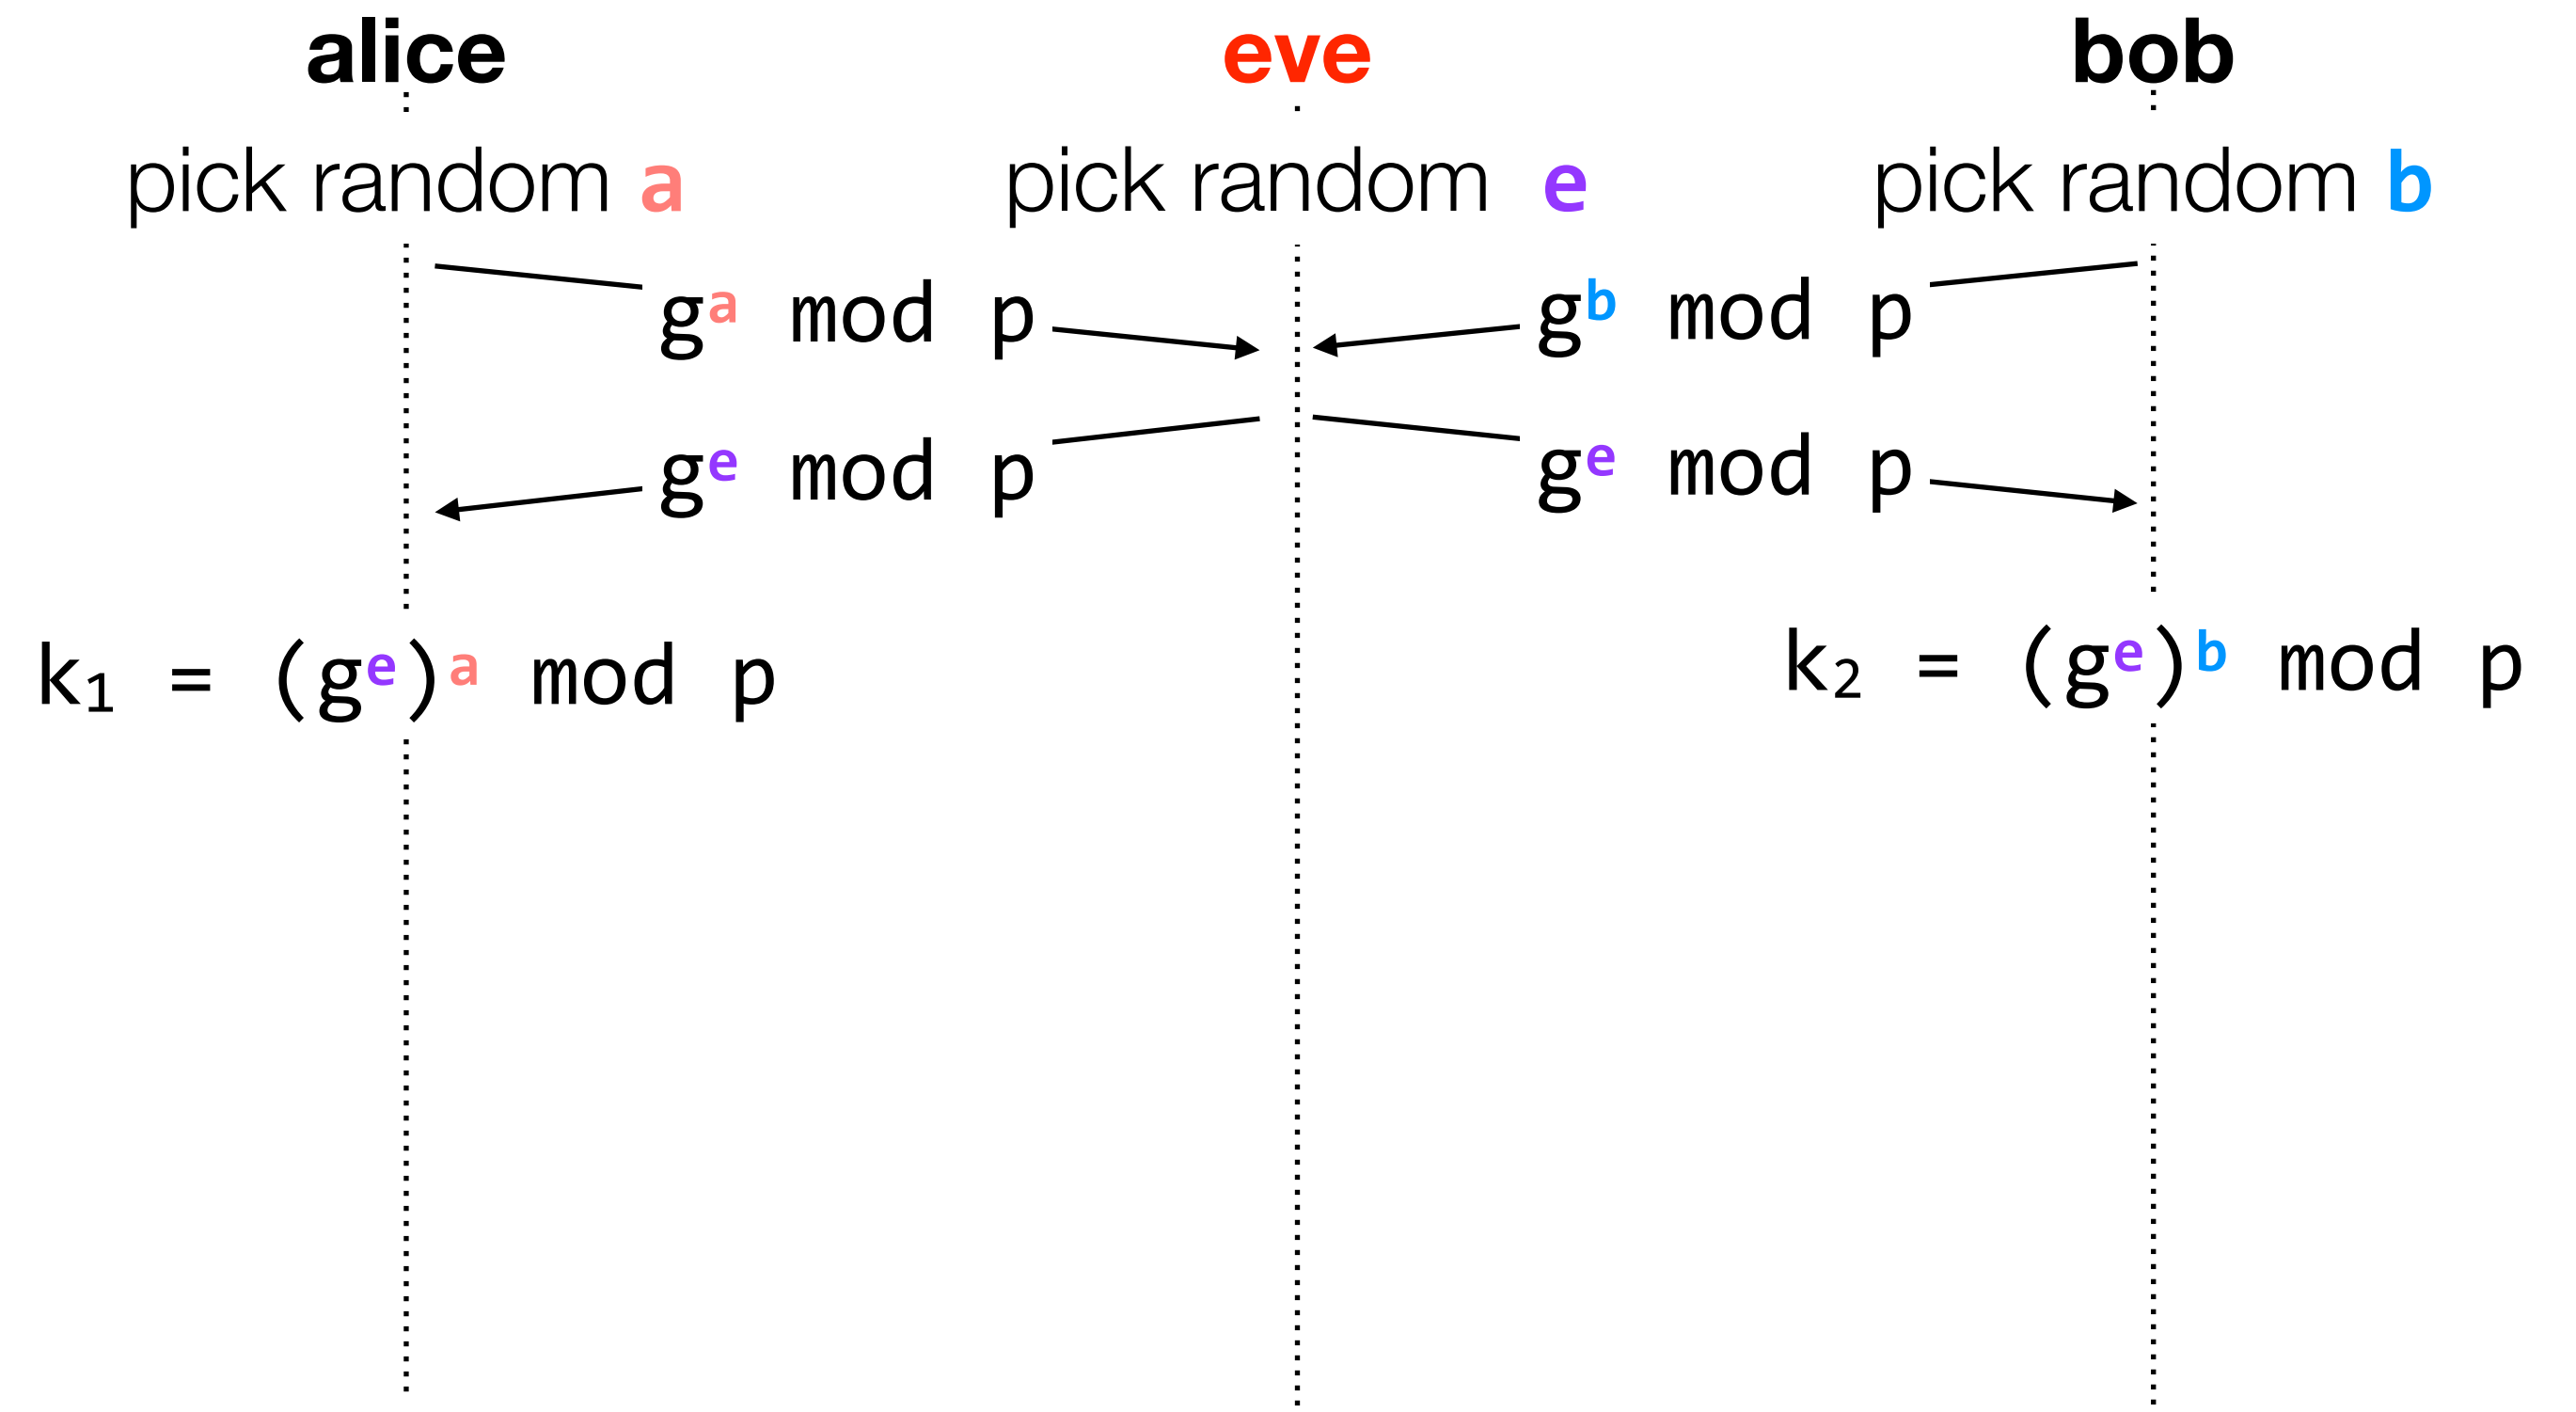 alice eve bob
pick random a pick random e pick random b
gᵃ mod p gᵇ mod p
gᵉ mod p gᵉ mod p
k₁ = (gᵉ)ᵃ mod p k₂ = (gᵉ)ᵇ mod p